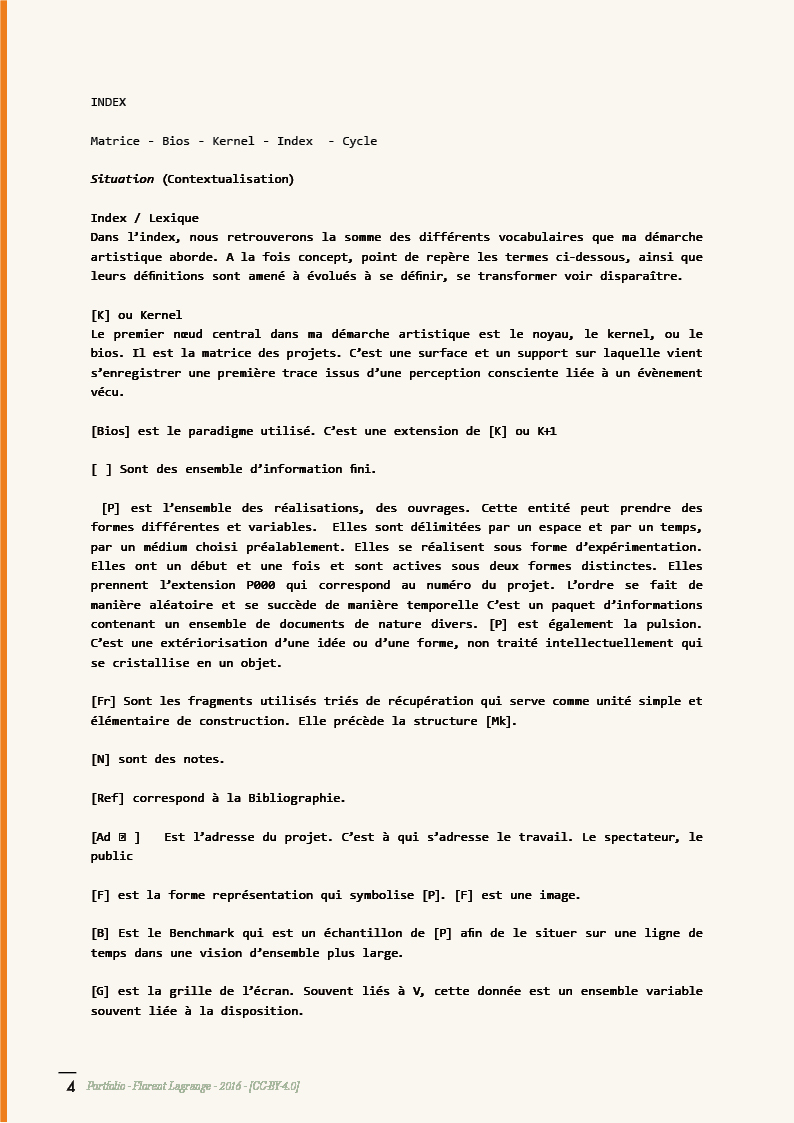 INDEX
Matrice - Bios - Kernel - Index  - Cycle
Situation (Contextualisation)
Index / Lexique
Dans l’index, nous retrouverons la somme des différents vocabulaires que ma démarche
artistique aborde. A la fois concept, point de repère les termes ci-dessous, ainsi que
leurs définitions sont amené à évolués à se définir, se transformer voir disparaître.
[K] ou Kernel
Le premier nœud central dans ma démarche artistique est le noyau, le kernel, ou le
bios. Il est la matrice des projets. C’est une surface et un support sur laquelle vient
s’enregistrer une première trace issus d’une perception consciente liée à un évènement
vécu.
[Bios] est le paradigme utilisé. C’est une extension de [K] ou K+1
[ ] Sont des ensemble d’information fini.
[P] est l’ensemble des réalisations, des ouvrages. Cette entité peut prendre des
formes différentes et variables.  Elles sont délimitées par un espace et par un temps,
par un médium choisi préalablement. Elles se réalisent sous forme d’expérimentation.
Elles ont un début et une fois et sont actives sous deux formes distinctes. Elles
prennent l’extension P000 qui correspond au numéro du projet. L’ordre se fait de
manière aléatoire et se succède de manière temporelle C’est un paquet d’informations
contenant un ensemble de documents de nature divers. [P] est également la pulsion.
C’est une extériorisation d’une idée ou d’une forme, non traité intellectuellement qui
se cristallise en un objet.
[Fr] Sont les fragments utilisés triés de récupération qui serve comme unité simple et
élémentaire de construction. Elle précède la structure [Mk].
[N] sont des notes.
[Ref] correspond à la Bibliographie.
[Ad ]   Est l’adresse du projet. C’est à qui s’adresse le travail. Le spectateur, le
public
[F] est la forme représentation qui symbolise [P]. [F] est une image.
[B] Est le Benchmark qui est un échantillon de [P] afin de le situer sur une ligne de
temps dans une vision d’ensemble plus large.
[G] est la grille de l’écran. Souvent liés à V, cette donnée est un ensemble variable
souvent liée à la disposition.
4 Portfolio - Florent Lagrange - 2016 - [CC-BY-4.0]